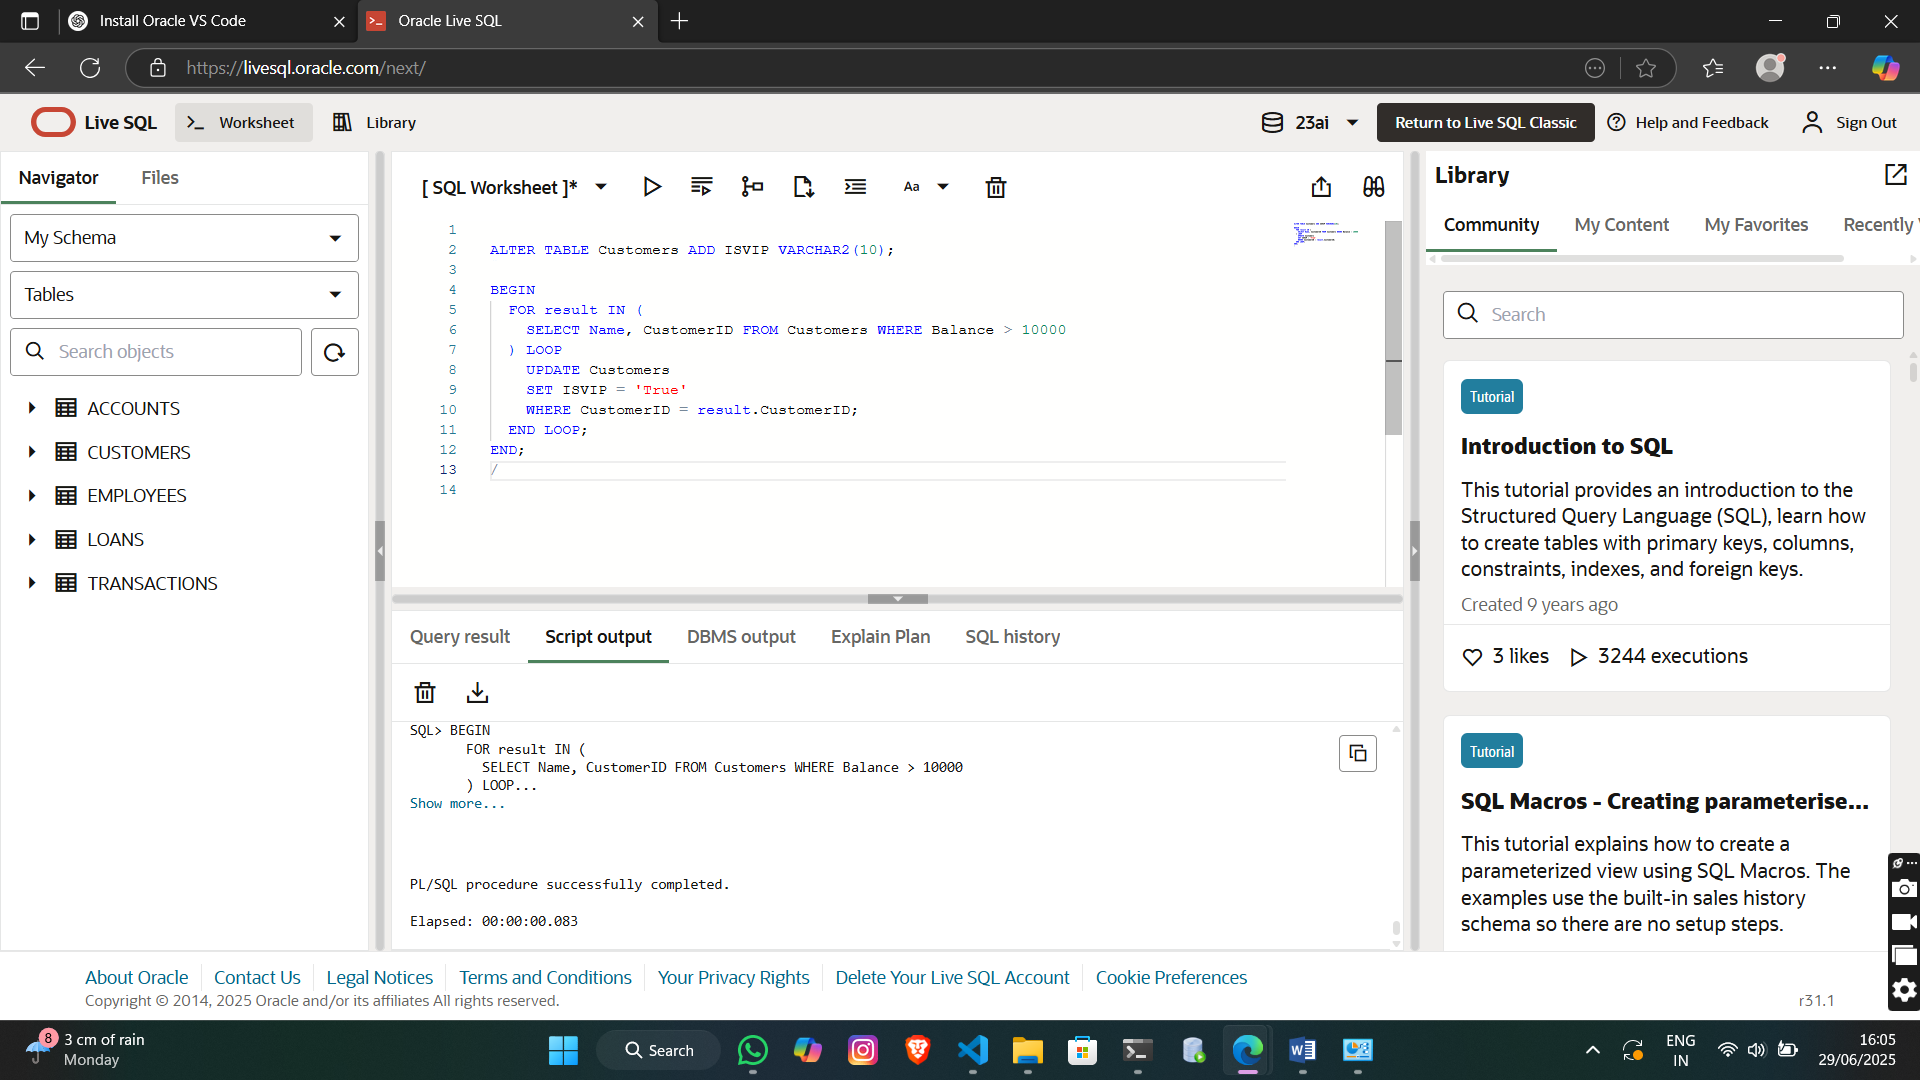 Install Oracle VS Code
Oracle Live SQL
https://livesql.oracle.com/next/
Live SQL
Worksheet
Library
23ai
Return to Live SQL Classic
Help and Feedback
Sign Out
Navigator
Files
My Schema
Tables
Search objects
ACCOUNTS
CUSTOMERS
EMPLOYEES
LOANS
TRANSACTIONS
[ SQL Worksheet ]*
Aa
1
2 ALTER TABLE Customers ADD ISVIP VARCHAR2(10);
3
4 BEGIN
5 FOR result IN (
6 SELECT Name, CustomerID FROM Customers WHERE Balance > 10000
7 ) LOOP
8 UPDATE Customers
9 SET ISVIP = 'True'
10 WHERE CustomerID = result.CustomerID;
11 END LOOP;
12 END;
13 /
14
Query result
Script output
DBMS output
Explain Plan
SQL history
SQL> BEGIN
FOR result IN (
SELECT Name, CustomerID FROM Customers WHERE Balance > 10000
) LOOP...
Show more...
PL/SQL procedure successfully completed.
Elapsed: 00:00:00.083
Library
Community
My Content
My Favorites
Recently
Search
Tutorial
Introduction to SQL
This tutorial provides an introduction to the
Structured Query Language (SQL), learn how
to create tables with primary keys, columns,
constraints, indexes, and foreign keys.
Created 9 years ago
3 likes
3244 executions
Tutorial
SQL Macros - Creating parameterise...
This tutorial explains how to create a
parameterized view using SQL Macros. The
examples use the built-in sales history
schema so there are no setup steps.
About Oracle
Contact Us
Legal Notices
Terms and Conditions
Your Privacy Rights
Delete Your Live SQL Account
Cookie Preferences
Copyright © 2014, 2025 Oracle and/or its affiliates All rights reserved.
r31.1
8
3 cm of rain
Monday
Search
ENG
IN
16:05
29/06/2025